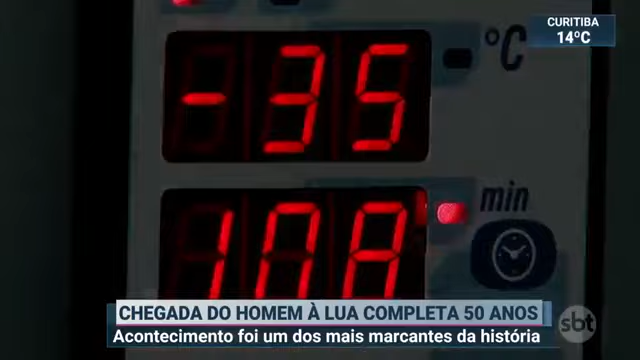 CURITIBA
14ºC
-35 °C
108 min
CHEGADA DO HOMEM À LUA COMPLETA 50 ANOS
Acontecimento foi um dos mais marcantes da história
sbt